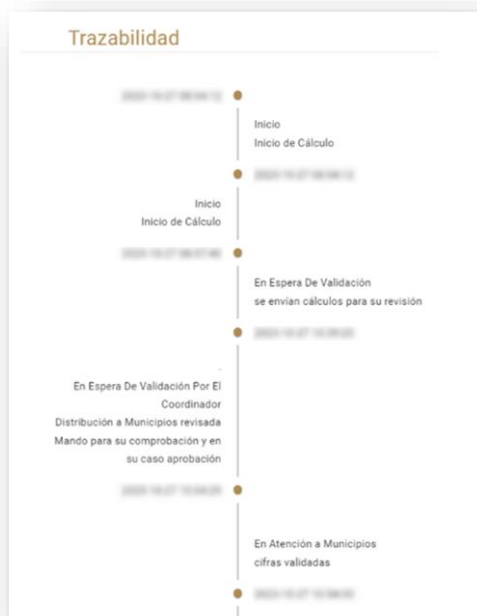 Trazabilidad
Inicio
Inicio de Cálculo
Inicio
Inicio de Cálculo
En Espera De Validación
se envían cálculos para su revisión
.
En Espera De Validación Por El
Coordinador
Distribución a Municipios revisada
Mando para su comprobación y en
su caso aprobación
En Atención a Municipios
cifras validadas